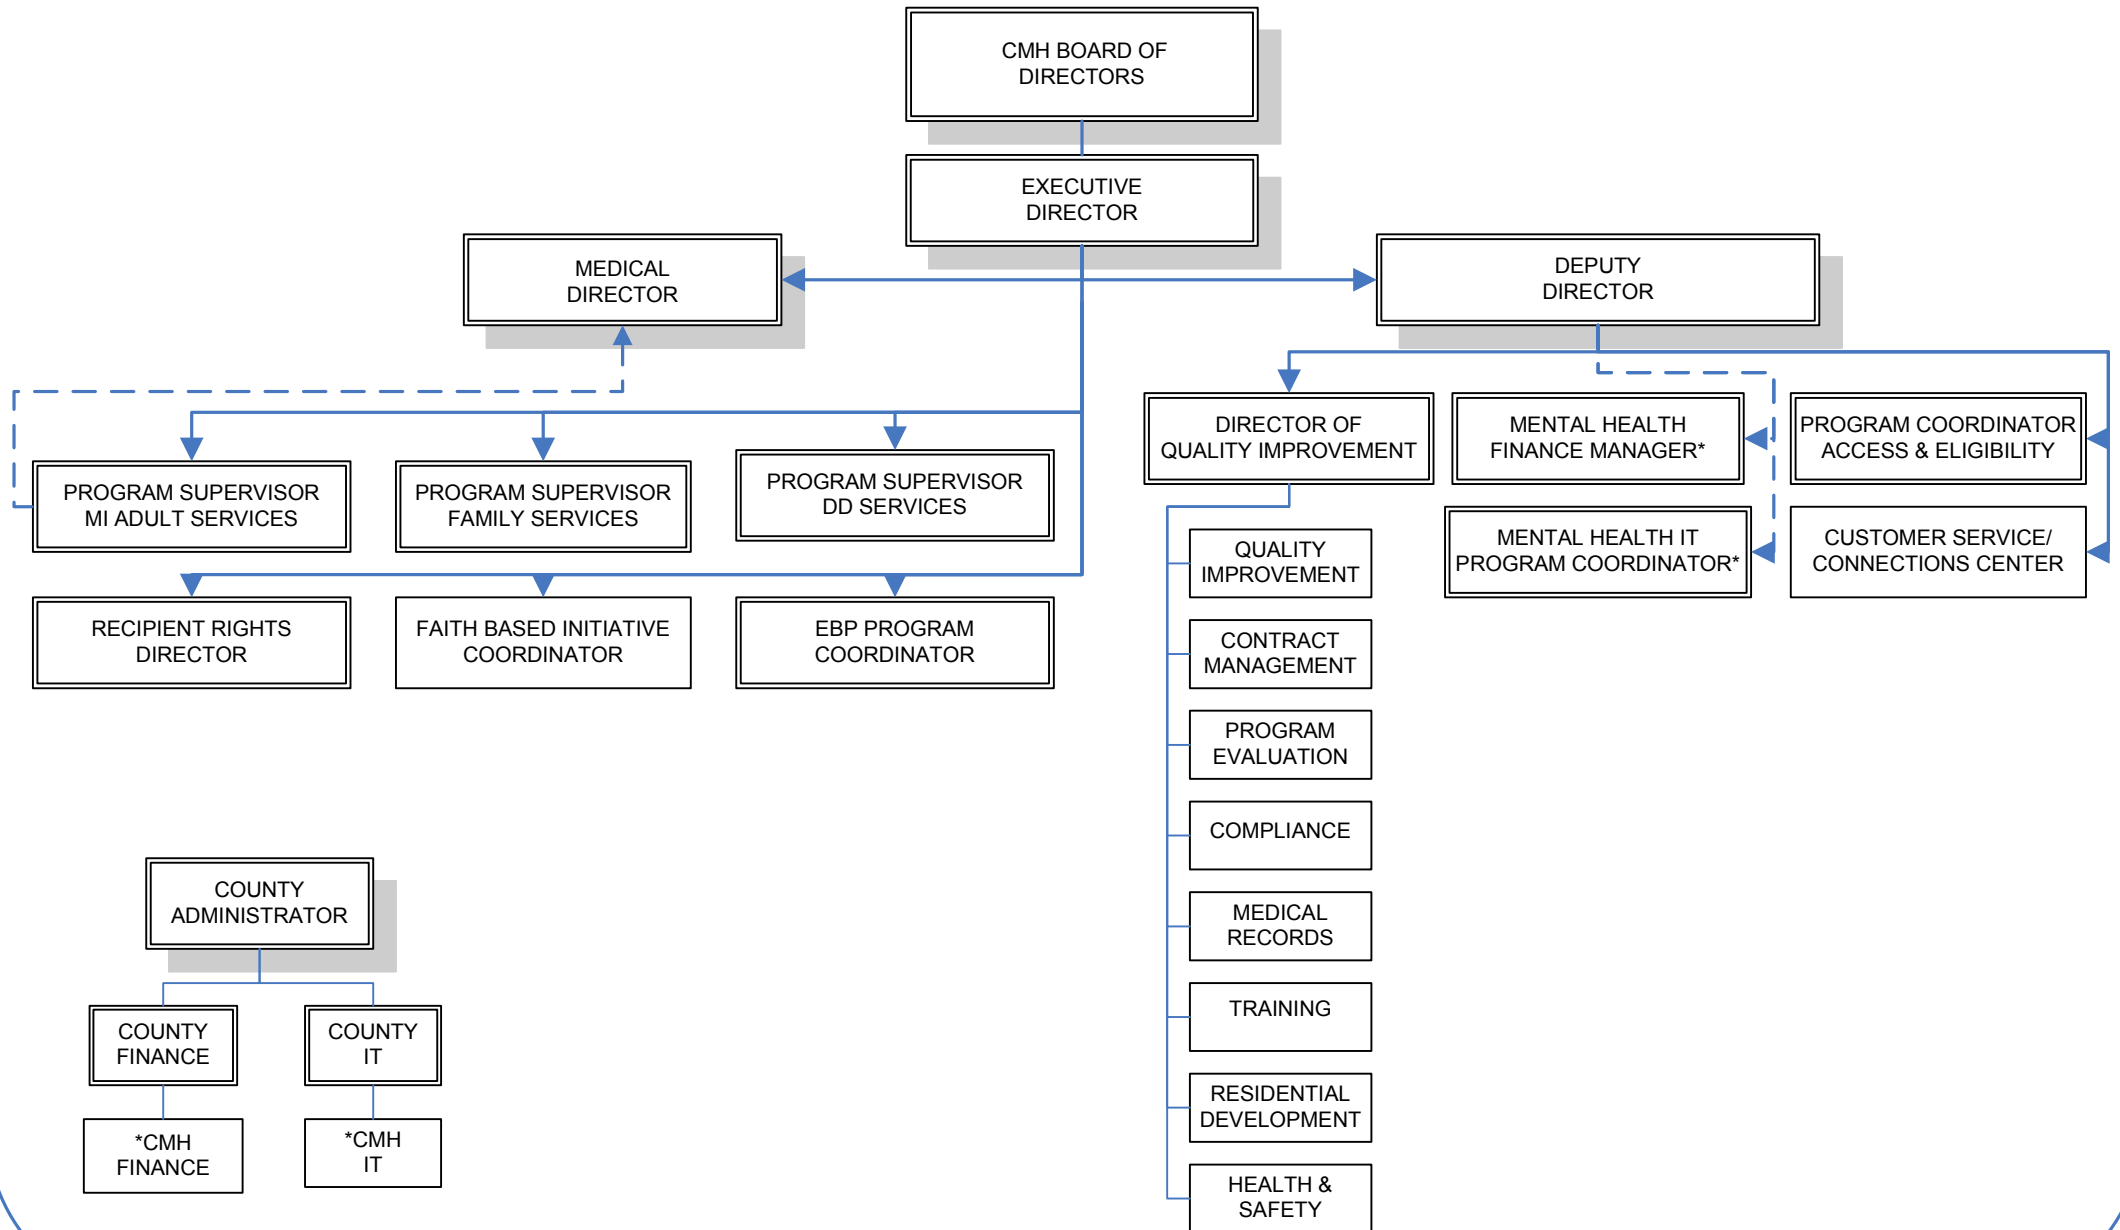 CMH BOARD OF
DIRECTORS
EXECUTIVE
DIRECTOR
MEDICAL
DIRECTOR
DEPUTY
DIRECTOR
PROGRAM SUPERVISOR
MI ADULT SERVICES
PROGRAM SUPERVISOR
FAMILY SERVICES
PROGRAM SUPERVISOR
DD SERVICES
DIRECTOR OF
QUALITY IMPROVEMENT
MENTAL HEALTH
FINANCE MANAGER*
PROGRAM COORDINATOR
ACCESS & ELIGIBILITY
MENTAL HEALTH IT
PROGRAM COORDINATOR*
CUSTOMER SERVICE/
CONNECTIONS CENTER
RECIPIENT RIGHTS
DIRECTOR
FAITH BASED INITIATIVE
COORDINATOR
EBP PROGRAM
COORDINATOR
QUALITY
IMPROVEMENT
CONTRACT
MANAGEMENT
PROGRAM
EVALUATION
COMPLIANCE
MEDICAL
RECORDS
TRAINING
RESIDENTIAL
DEVELOPMENT
HEALTH &
SAFETY
COUNTY
ADMINISTRATOR
COUNTY
FINANCE
COUNTY
IT
*CMH
FINANCE
*CMH
IT